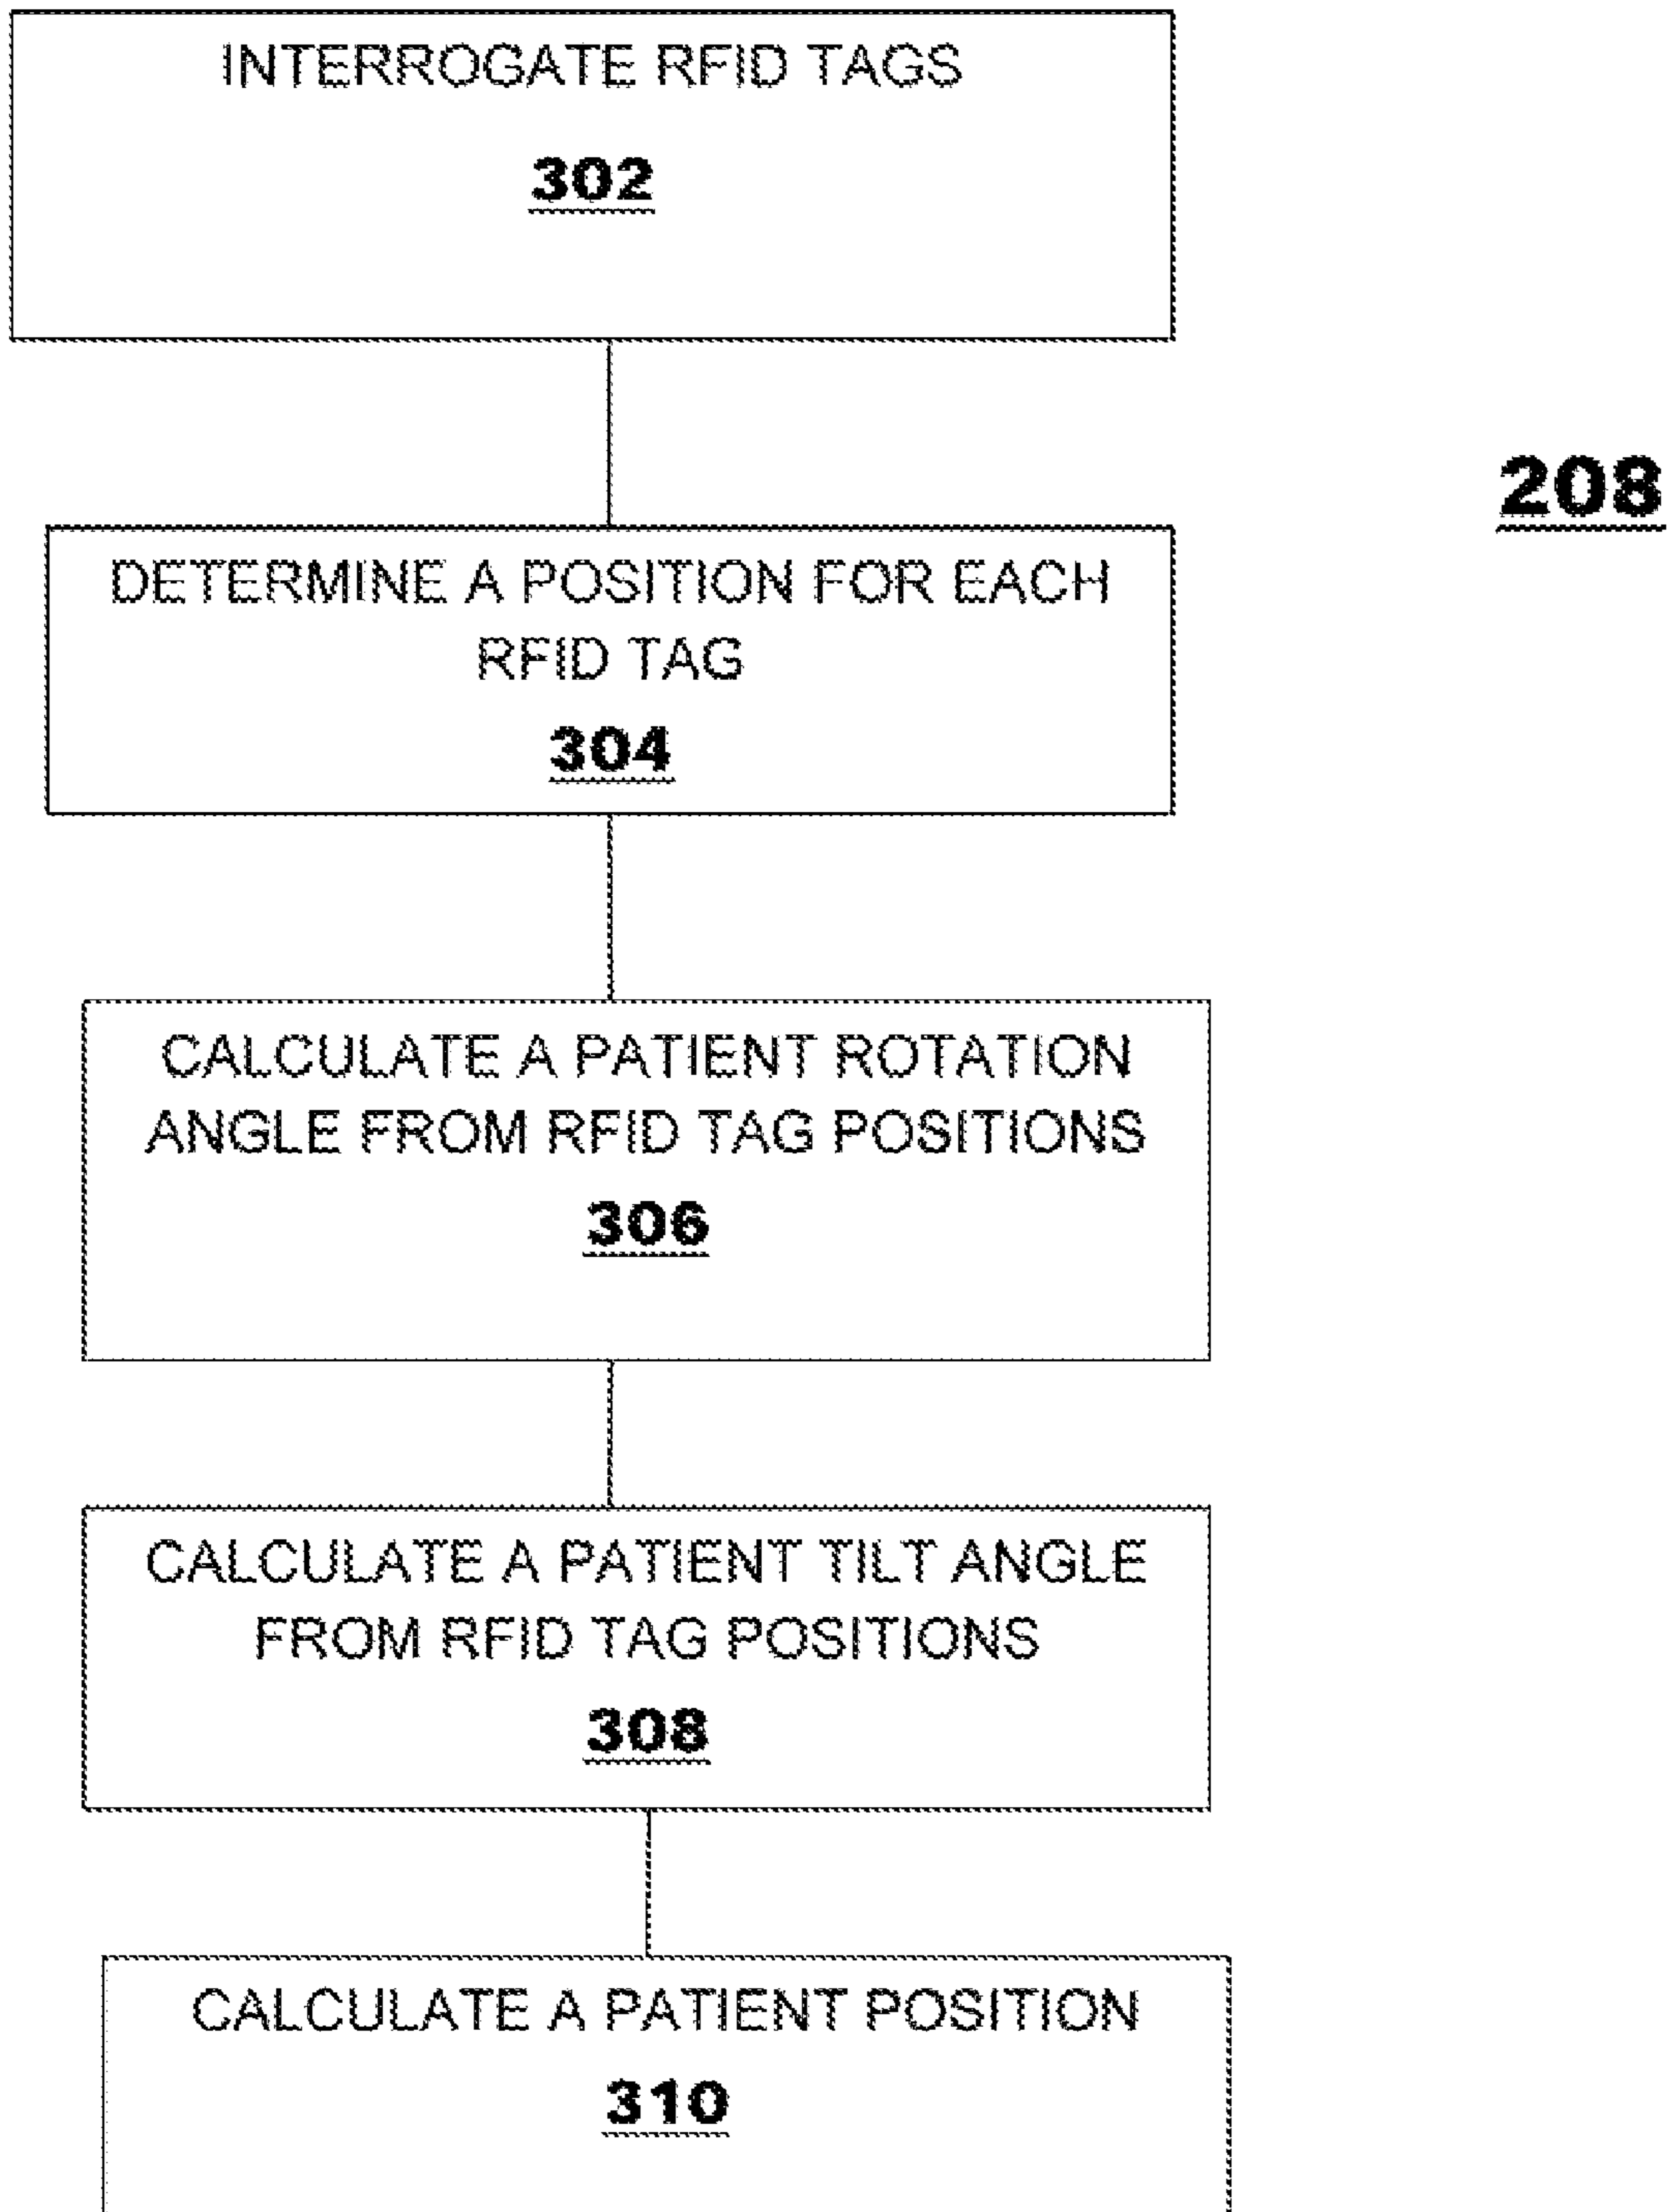 INTERROGATE RFID TAGS
302
208
DETERMINE A POSITION FOR EACH
RFID TAG
304
CALCULATE A PATIENT ROTATION
ANGLE FROM RFID TAG POSITIONS
306
CALCULATE A PATIENT TILT ANGLE
FROM RFID TAG POSITIONS
308
CALCULATE A PATIENT POSITION
310